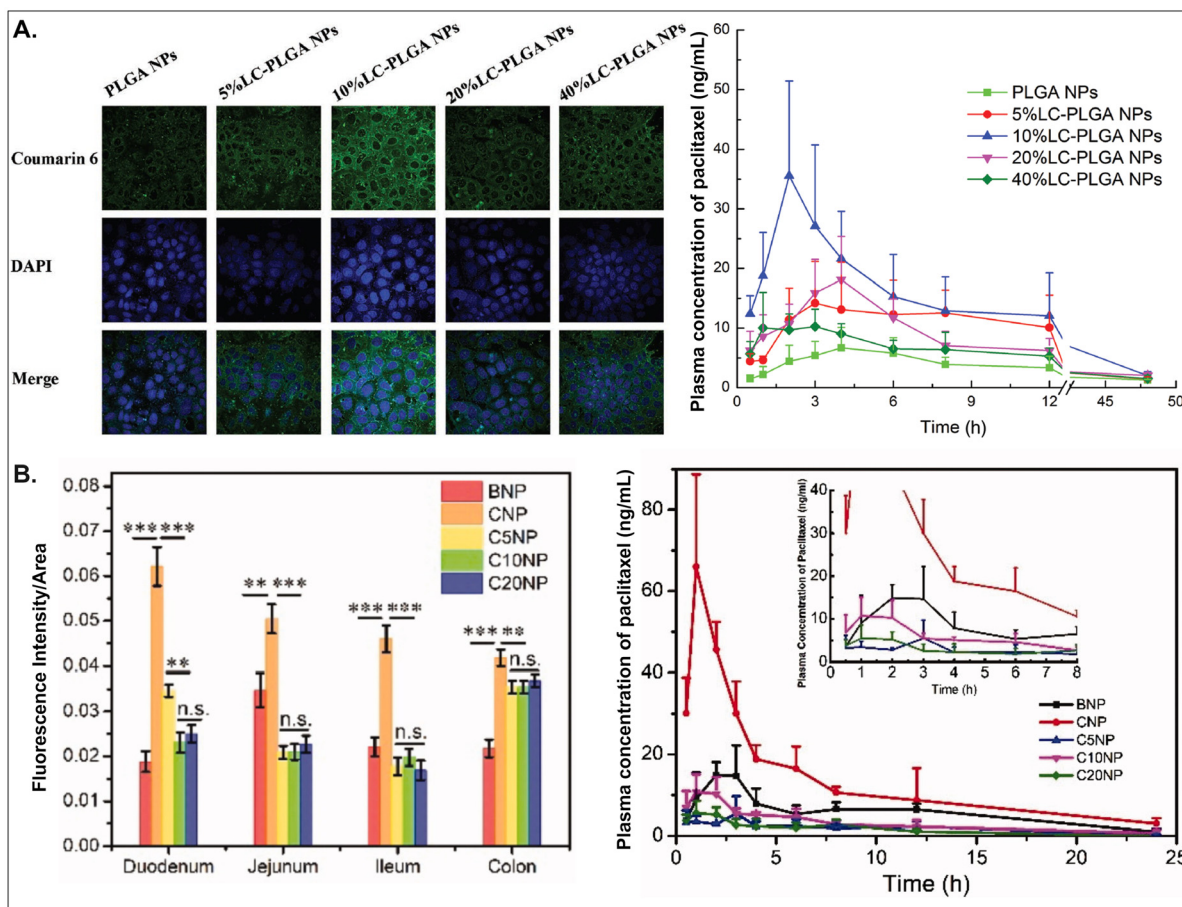 A.
PLGA NPs
5%LC-PLGA NPs
10%LC-PLGA NPs
20%LC-PLGA NPs
40%LC-PLGA NPs
Coumarin 6
DAPI
Merge
Plasma concentration of paclitaxel (ng/mL)
60
50
40
30
20
10
0
PLGA NPs
5%LC-PLGA NPs
10%LC-PLGA NPs
20%LC-PLGA NPs
40%LC-PLGA NPs
0 3 6 9 12 45 50
Time (h)
B.
Fluorescence Intensity/Area
0.08
0.07
0.06
0.05
0.04
0.03
0.02
0.01
0.00
BNP
CNP
C5NP
C10NP
C20NP
*** ***
**
n.s.
** ***
n.s.
*** ***
n.s.
*** **
n.s.
Duodenum Jejunum Ileum Colon
Plasma concentration of paclitaxel (ng/mL)
80
60
40
20
0
Plasma Concentration of Paclitaxel (ng/ml)
40
30
20
10
0
0 1 2 3 4 5 6 7 8
Time (h)
BNP
CNP
C5NP
C10NP
C20NP
0 5 10 15 20 25
Time (h)